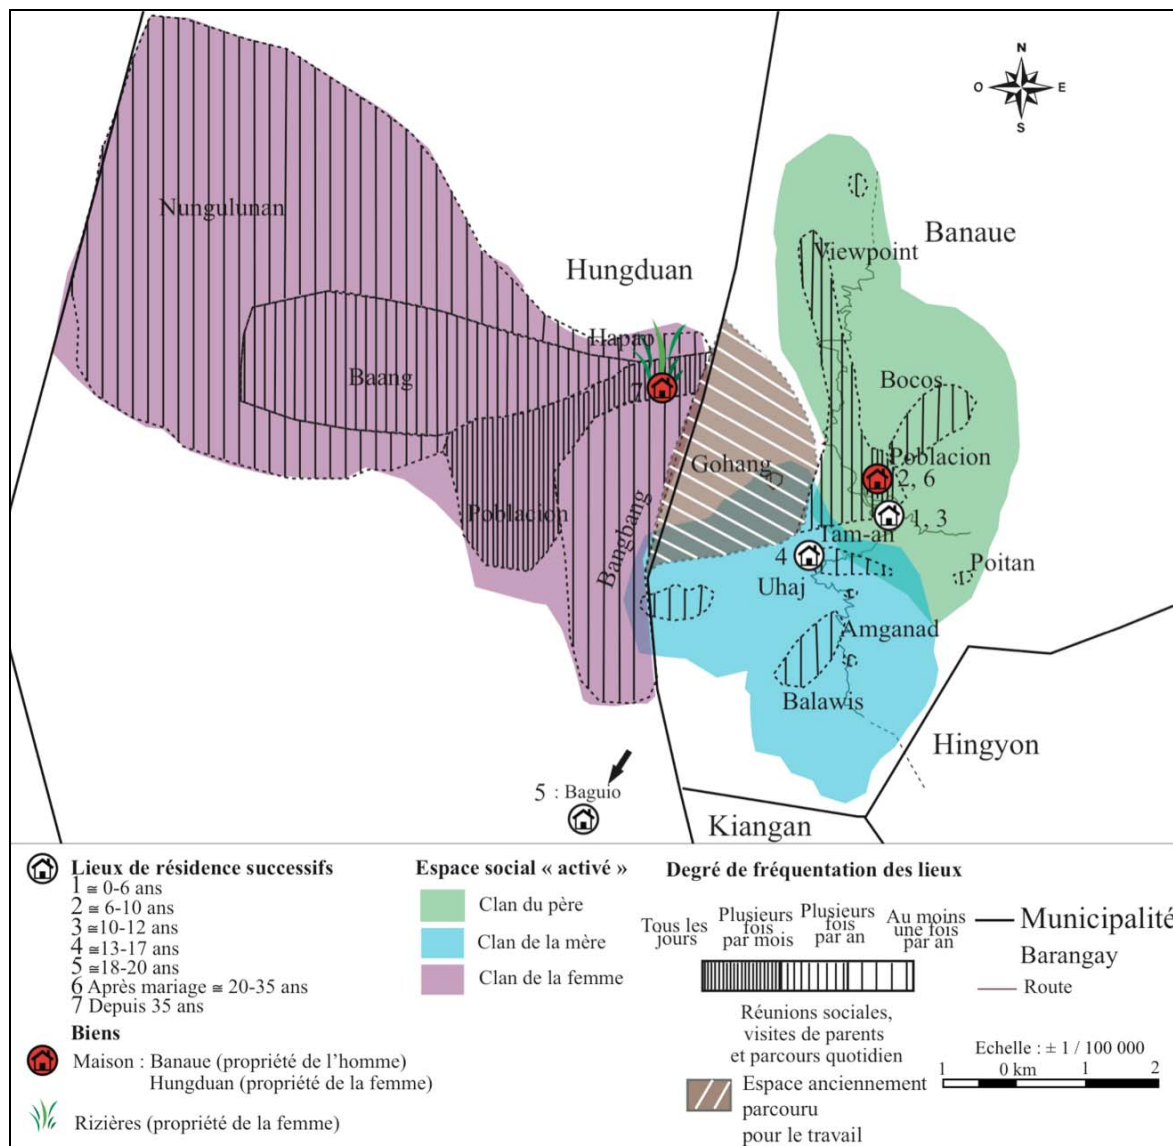 N
O
E
S
Nungulunan
Banaue
Viewpoint
Hungduan
Hapao
Baang
7
Bocos
Gohang
Poblacion
2, 6
Poblacion
1, 3
Bangbang
Tam-an
4
Poitan
Uhaj
Amganad
Balawis
Hingyon
5 : Baguio
Kiangan
Lieux de résidence successifs
1 ≅ 0-6 ans
2 ≅ 6-10 ans
3 ≅10-12 ans
4 ≅13-17 ans
5 ≅18-20 ans
6 Après mariage ≅ 20-35 ans
7 Depuis 35 ans
Biens
Maison : Banaue (propriété de l'homme)
Hungduan (propriété de la femme)
Rizières (propriété de la femme)
Espace social « activé »
Clan du père
Clan de la mère
Clan de la femme
Degré de fréquentation des lieux
Tous les
jours
Plusieurs
fois
par mois
Plusieurs
fois
par an
Au moins
une fois
par an
Réunions sociales,
visites de parents
et parcours quotidien
Espace anciennement
parcouru
pour le travail
Municipalité
Barangay
Route
Echelle : ± 1 / 100 000
1 0 km 1 2